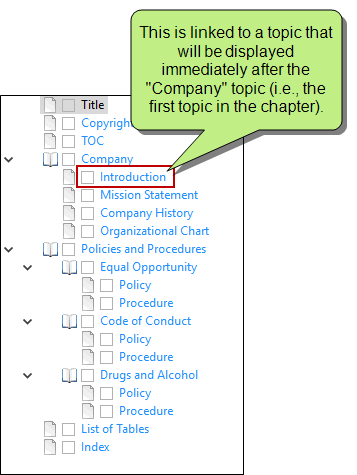 This is linked to a topic that
will be displayed
immediately after the
"Company" topic (i.e., the
first topic in the chapter).
Title
Copyright
TOC
Company
Introduction
Mission Statement
Company History
Organizational Chart
Policies and Procedures
Equal Opportunity
Policy
Procedure
Code of Conduct
Policy
Procedure
Drugs and Alcohol
Policy
Procedure
List of Tables
Index